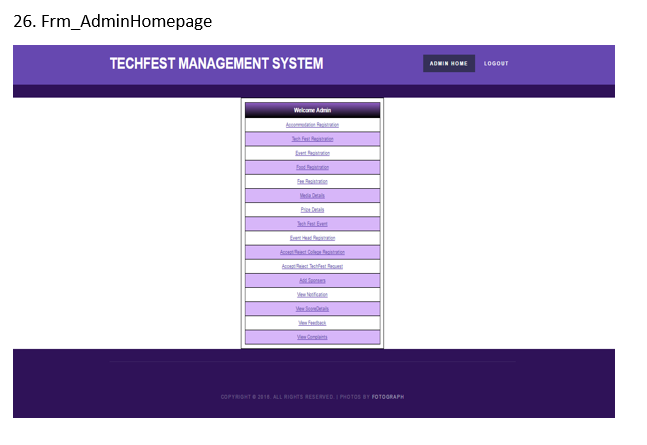 26. Frm_AdminHomepage
TECHFEST MANAGEMENT SYSTEM
ADMIN HOME
LOGOUT
Welcome Admin
Accommodation Registration
Tech Fest Registration
Event Registration
Food Registration
Fee Registration
Media Details
Prize Details
Tech Fest Event
Event Head Registration
Accept/Reject College Registration
Accept/Reject TechFest Request
Add Sponsers
View Notification
View ScoreDetails
View Feedback
View Complaints
COPYRIGHT © 2018. ALL RIGHTS RESERVED. | PHOTOS BY FOTOGRAPH